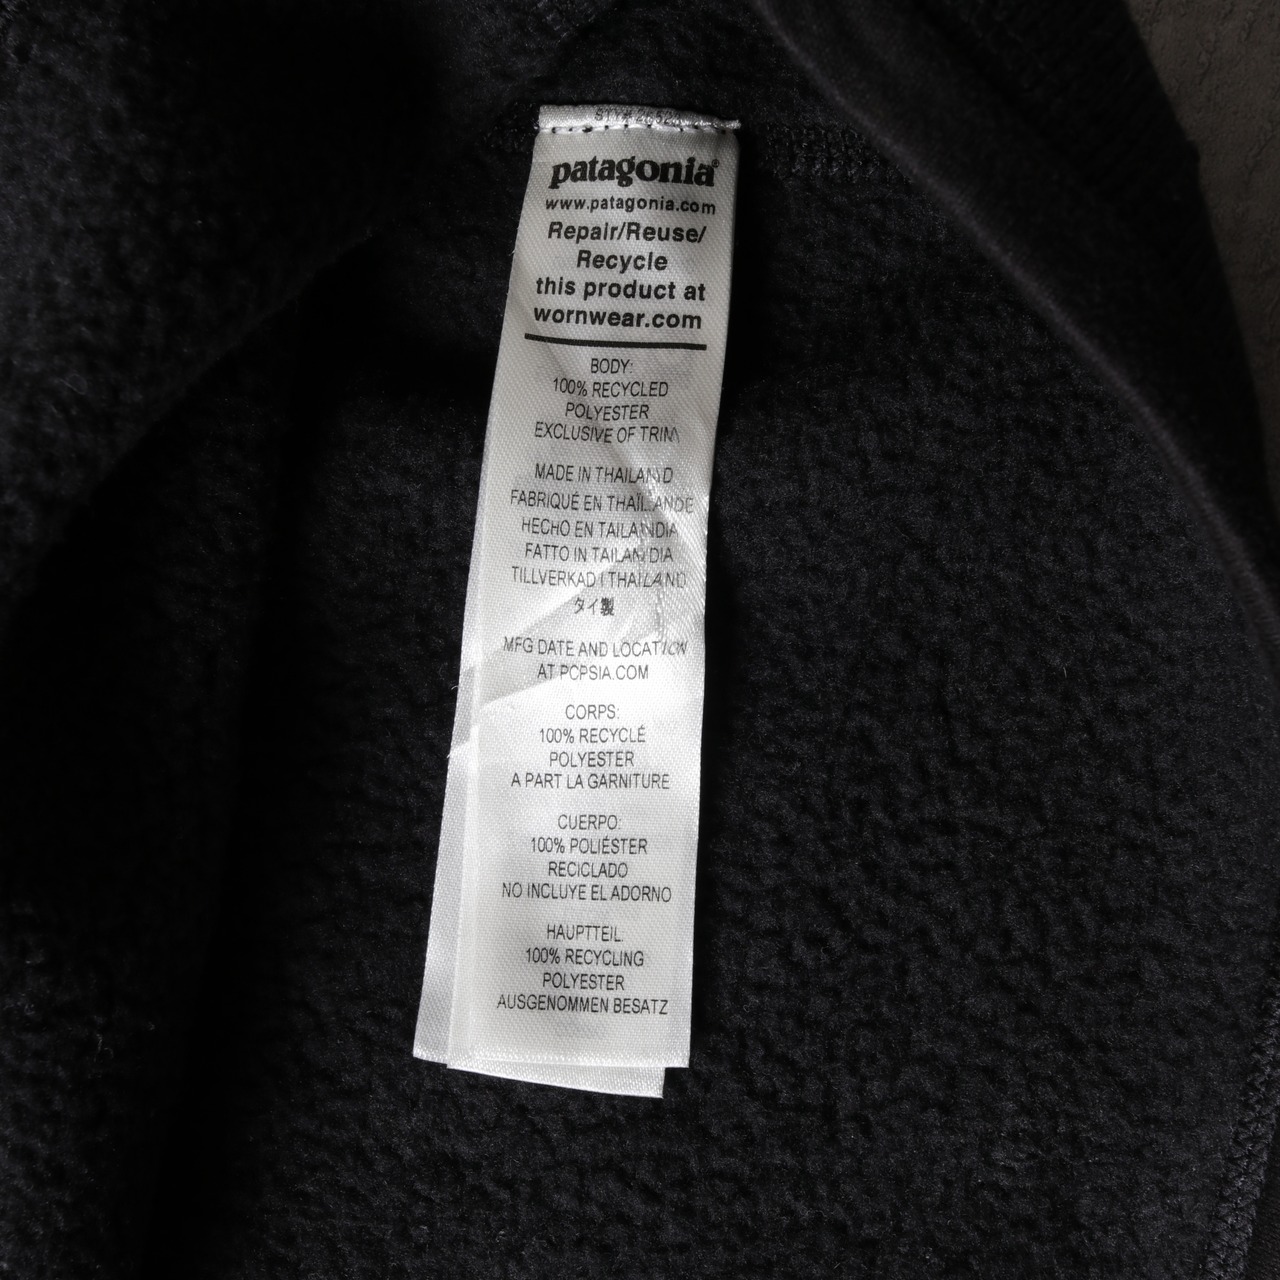 patagonia®
www.patagonia.com
Repair/Reuse/
Recycle
this product at
wornwear.com
BODY:
100% RECYCLED
POLYESTER
EXCLUSIVE OF TRIM
MADE IN THAILAND
FABRIQUÉ EN THAÏLANDE
HECHO EN TAILANDIA
FATTO IN TAILANDIA
TILLVERKAD I THAILAND
タイ製
MFG DATE AND LOCATION
AT PCPSIA.COM
CORPS:
100% RECYCLÉ
POLYESTER
A PART LA GARNITURE
CUERPO:
100% POLIÉSTER
RECICLADO
NO INCLUYE EL ADORNO
HAUPTTEIL
100% RECYCLING
POLYESTER
AUSGENOMMEN BESATZ